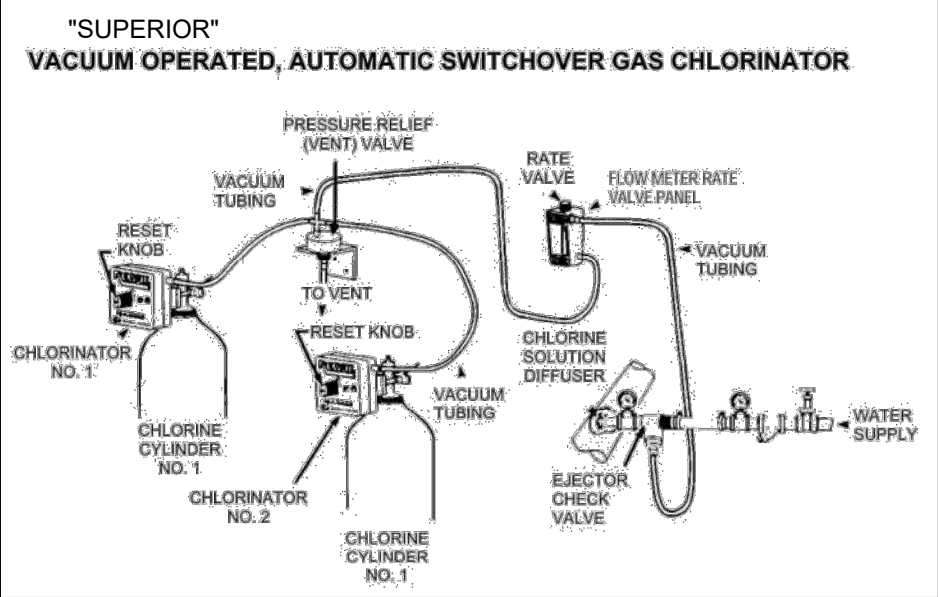 "SUPERIOR"
VACUUM OPERATED, AUTOMATIC SWITCHOVER GAS CHLORINATOR
PRESSURE RELIEF
(VENT) VALVE
VACUUM
TUBING
RATE
VALVE
FLOW METER RATE
VALVE PANEL
RESET
KNOB
VACUUM
TUBING
TO VENT
RESET KNOB
CHLORINATOR
NO. 1
CHLORINE
SOLUTION
DIFFUSER
VACUUM
TUBING
WATER
SUPPLY
CHLORINE
CYLINDER
NO. 1
EJECTOR
CHECK
VALVE
CHLORINATOR
NO. 2
CHLORINE
CYLINDER
NO. 1